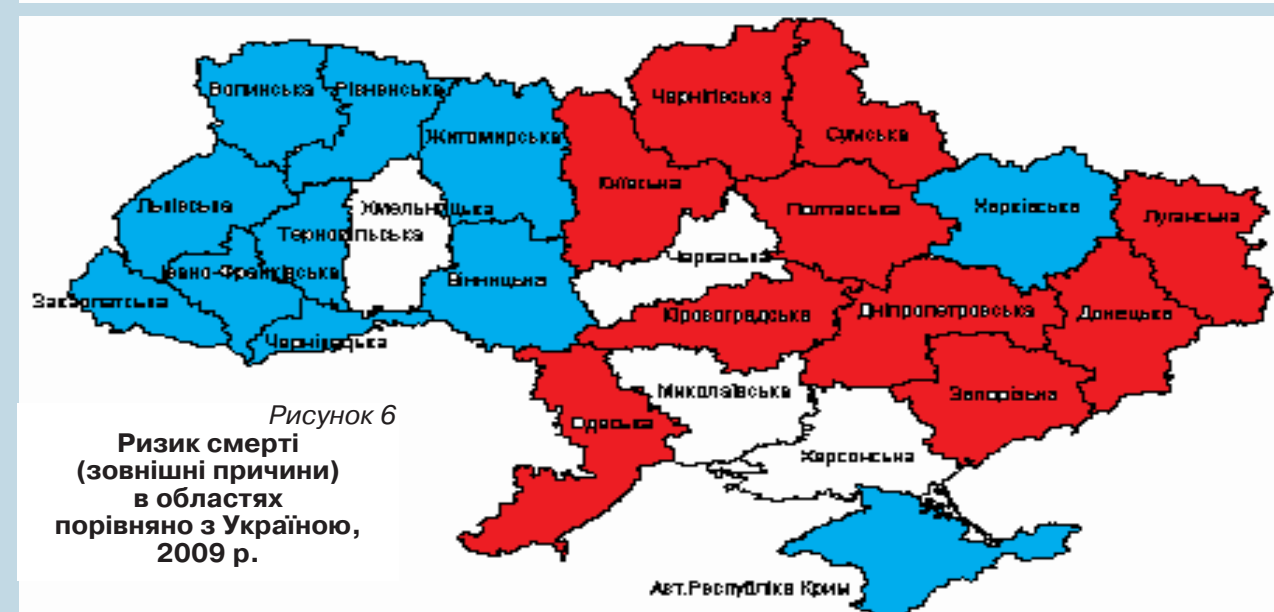 Волинська
Рівненська
Житомирська
Чернігівська
Сумська
Київська
Львівська
Хмельницька
Тернопільська
Полтавська
Харківська
Луганська
Івано-Франківська
Вінницька
Черкаська
Закарпатська
Чернівецька
Кіровоградська
Дніпропетровська
Донецька
Миколаївська
Запорізька
Одеська
Херсонська
Авт.Республіка Крим
Рисунок 6
Ризик смерті
(зовнішні причини)
в областях
порівняно з Україною,
2009 р.